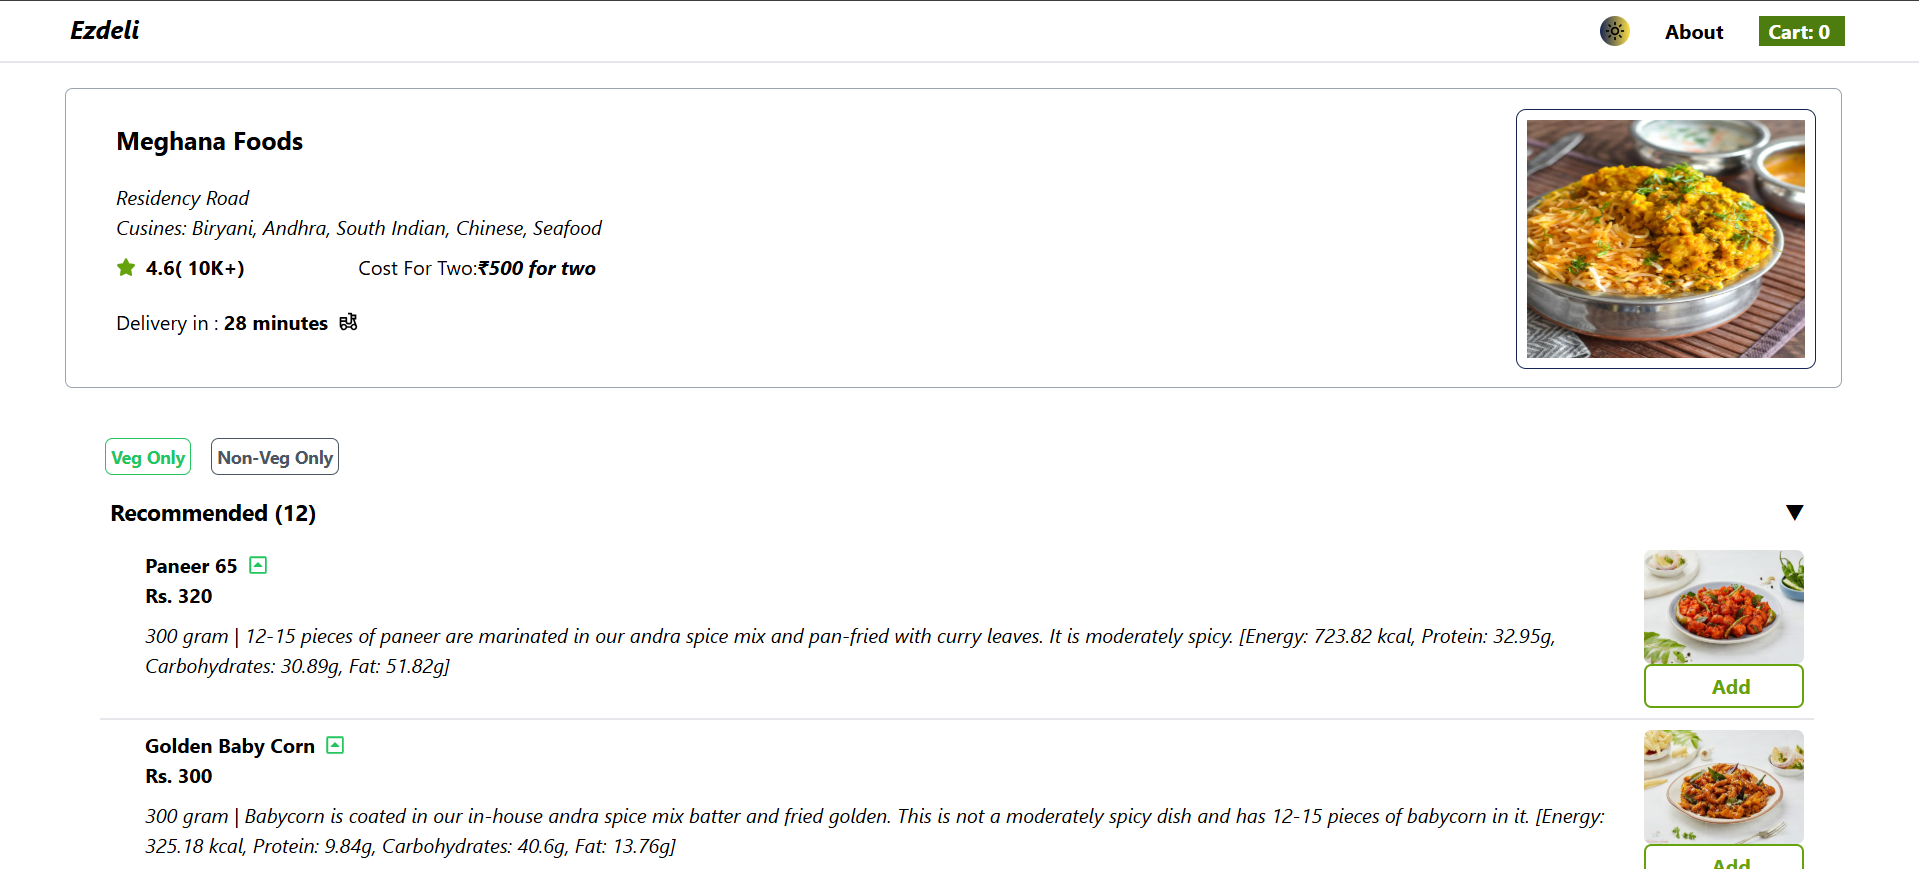 Ezdeli
About
Cart: 0
Meghana Foods
Residency Road
Cusines: Biryani, Andhra, South Indian, Chinese, Seafood
4.6( 10K+)
Cost For Two:₹500 for two
Delivery in : 28 minutes
Veg Only
Non-Veg Only
Recommended (12)
Paneer 65
Rs. 320
300 gram | 12-15 pieces of paneer are marinated in our andra spice mix and pan-fried with curry leaves. It is moderately spicy. [Energy: 723.82 kcal, Protein: 32.95g,
Carbohydrates: 30.89g, Fat: 51.82g]
Add
Golden Baby Corn
Rs. 300
300 gram | Babycorn is coated in our in-house andra spice mix batter and fried golden. This is not a moderately spicy dish and has 12-15 pieces of babycorn in it. [Energy:
325.18 kcal, Protein: 9.84g, Carbohydrates: 40.6g, Fat: 13.76g]
Add